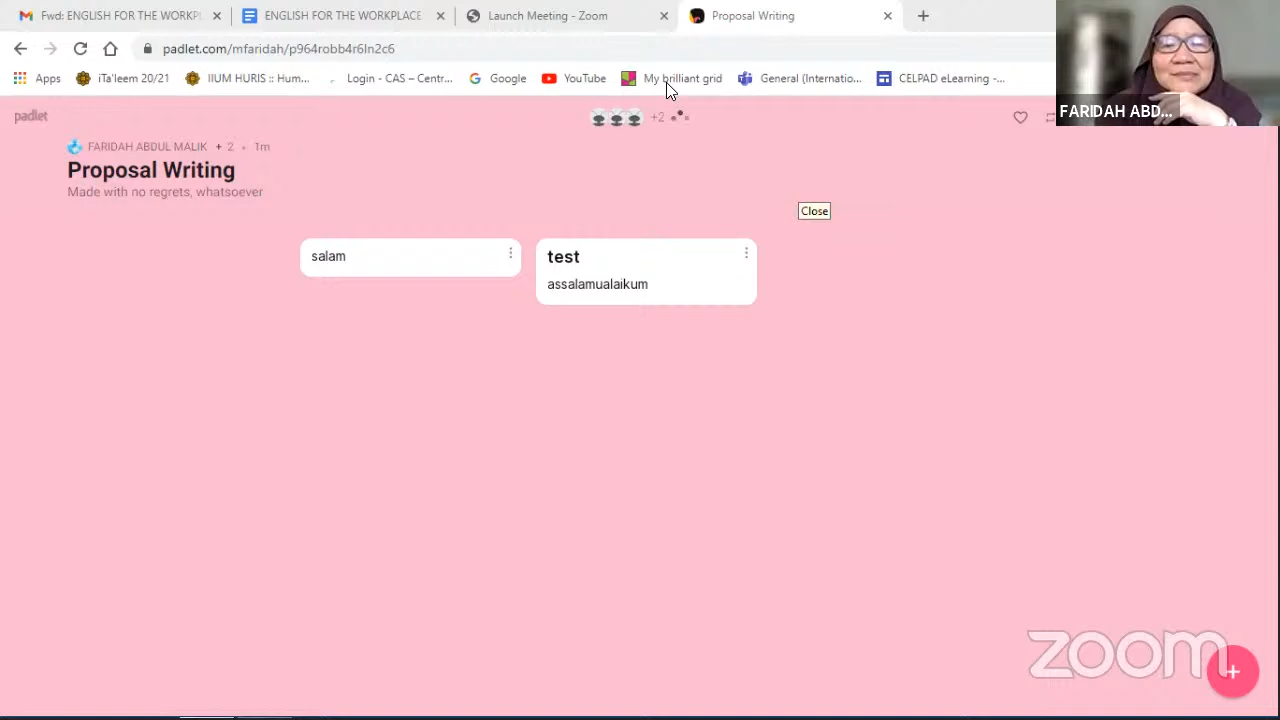 Fwd: ENGLISH FOR THE WORKPL
ENGLISH FOR THE WORKPLACE
Launch Meeting - Zoom
Proposal Writing
padlet.com/mfaridah/p964robb4r6ln2c6
Apps
iTa'leem 20/21
IIUM HURIS :: Hum...
Login - CAS – Centr...
Google
YouTube
My brilliant grid
General (Internatio...
CELPAD eLearning -...
FARIDAH ABD...
padlet
+2
FARIDAH ABDUL MALIK + 2 • 1m
Proposal Writing
Made with no regrets, whatsoever
Close
salam
test
assalamualaikum
zoom